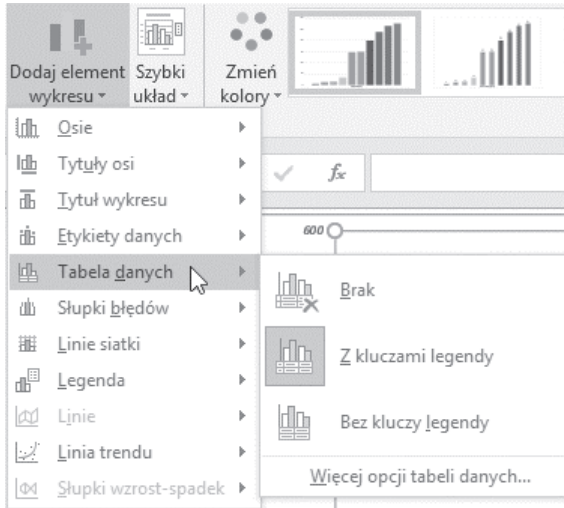 Dodaj element wykresu
Szybki układ
Zmień kolory
Osie
Tytuły osi
Tytuł wykresu
Etykiety danych
Tabela danych
Słupki błędów
Linie siatki
Legenda
Linie
Linia trendu
Słupki wzrost-spadek
fx
600
Brak
Z kluczami legendy
Bez kluczy legendy
Więcej opcji tabeli danych...